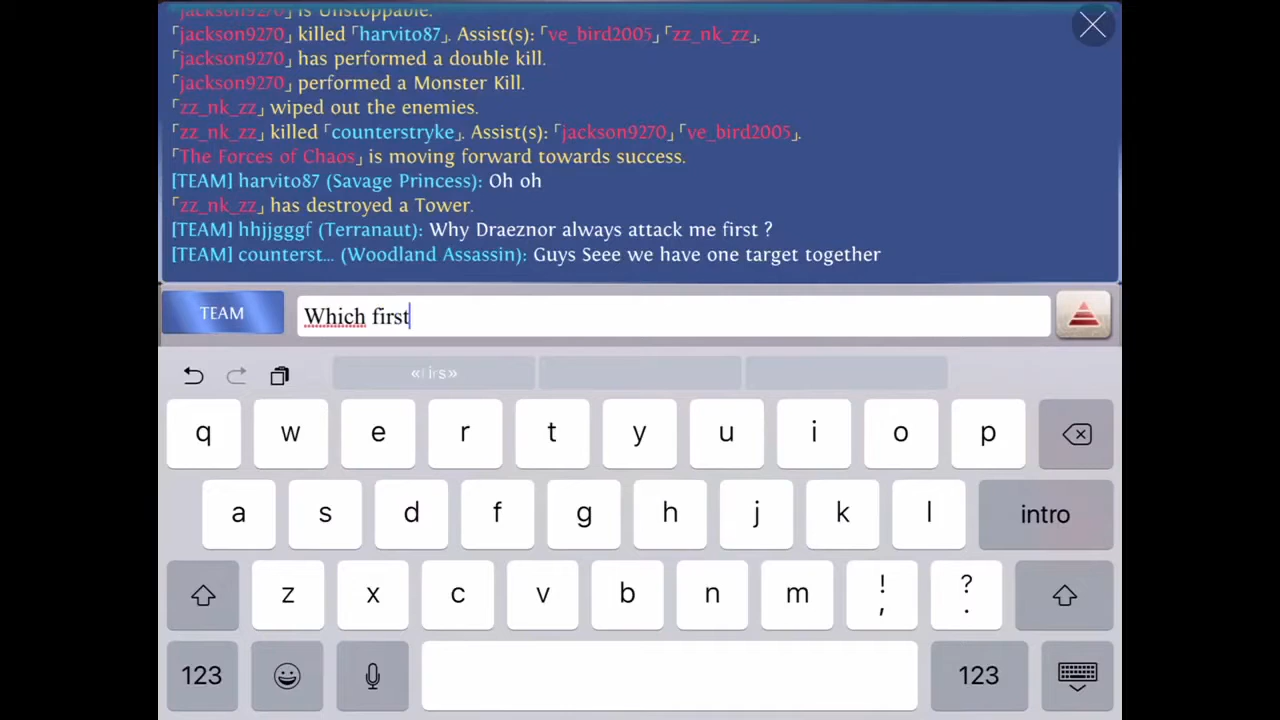 「jackson9270」 is Unstoppable.
「jackson9270」 killed 「harvito87」. Assist(s): 「ve_bird2005」「zz_nk_zz」.
「jackson9270」 has performed a double kill.
「jackson9270」 performed a Monster Kill.
「zz_nk_zz」 wiped out the enemies.
「zz_nk_zz」 killed 「counterstryke」. Assist(s): 「jackson9270」「ve_bird2005」.
「The Forces of Chaos」 is moving forward towards success.
[TEAM] harvito87 (Savage Princess): Oh oh
「zz_nk_zz」 has destroyed a Tower.
[TEAM] hhjjgggf (Terranaut): Why Draeznor always attack me first ?
[TEAM] counterst... (Woodland Assassin): Guys Seee we have one target together
TEAM Which first
q w e r t y u i o p
a s d f g h j k l intro
z x c v b n m ! , ? .
123 123